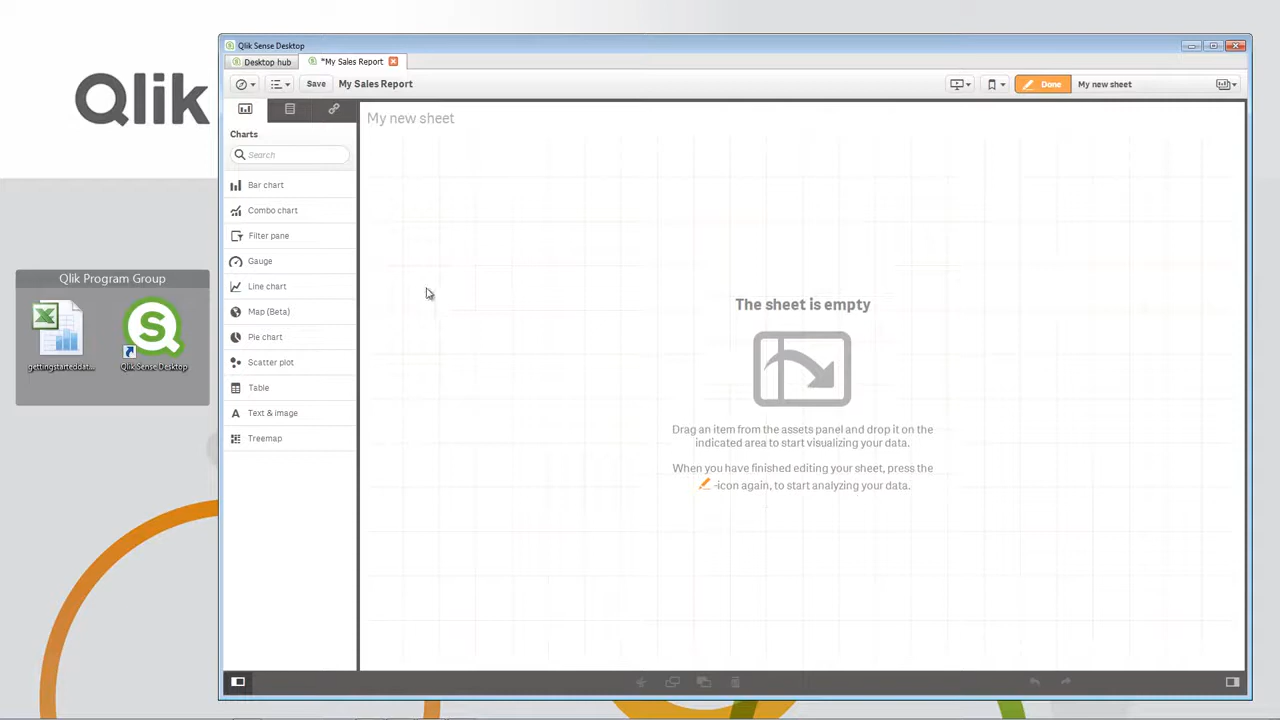 Qlik Sense Desktop
Desktop hub
*My Sales Report
Save
My Sales Report
Done
My new sheet
Qlik
Charts
Search
Bar chart
Combo chart
Filter pane
Gauge
Line chart
Map (Beta)
Pie chart
Scatter plot
Table
Text & image
Treemap
My new sheet
The sheet is empty
Drag an item from the assets panel and drop it on the
indicated area to start visualizing your data.
When you have finished editing your sheet, press the
-icon again, to start analyzing your data.
Qlik Program Group
gettingstarteddat...
Qlik Sense Desktop